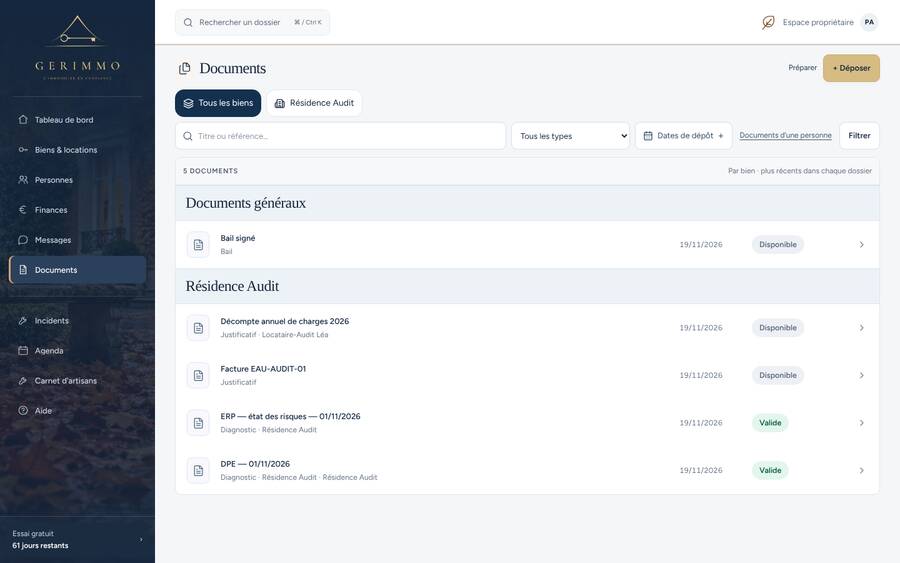 GERIMMO
L'IMMOBILIER EN CONFIANCE
Tableau de bord
Biens & locations
Personnes
Finances
Messages
Documents
Incidents
Agenda
Carnet d'artisans
Aide
Essai gratuit
61 jours restants
Rechercher un dossier
⌘ / Ctrl K
Espace propriétaire
PA
Documents
Préparer
+ Déposer
Tous les biens
Résidence Audit
Titre ou référence…
Tous les types
Dates de dépôt +
Documents d'une personne
Filtrer
5 DOCUMENTS
Par bien · plus récents dans chaque dossier
Documents généraux
Bail signé
Bail
19/11/2026
Disponible
Résidence Audit
Décompte annuel de charges 2026
Justificatif · Locataire-Audit Léa
19/11/2026
Disponible
Facture EAU-AUDIT-01
Justificatif
19/11/2026
Disponible
ERP — état des risques — 01/11/2026
Diagnostic · Résidence Audit
19/11/2026
Valide
DPE — 01/11/2026
Diagnostic · Résidence Audit · Résidence Audit
19/11/2026
Valide